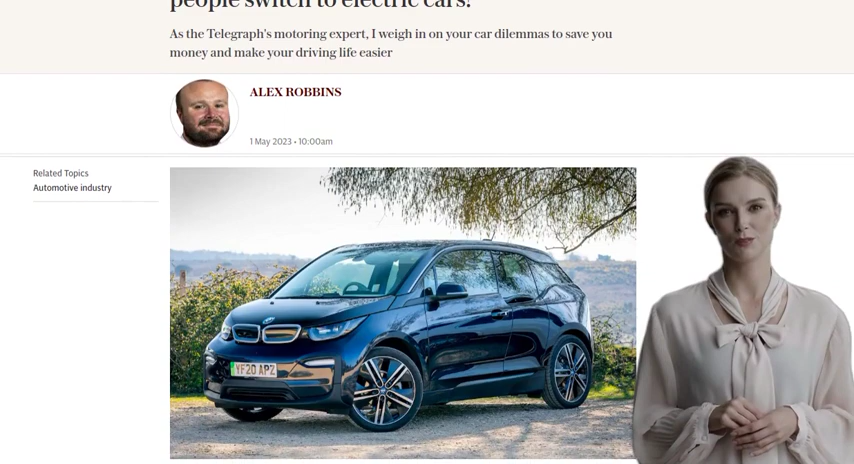 people switch to electric cars?
As the Telegraph's motoring expert, I weigh in on your car dilemmas to save you
money and make your driving life easier
ALEX ROBBINS
1 May 2023 • 10:00am
Related Topics
Automotive industry
YF20 APZ